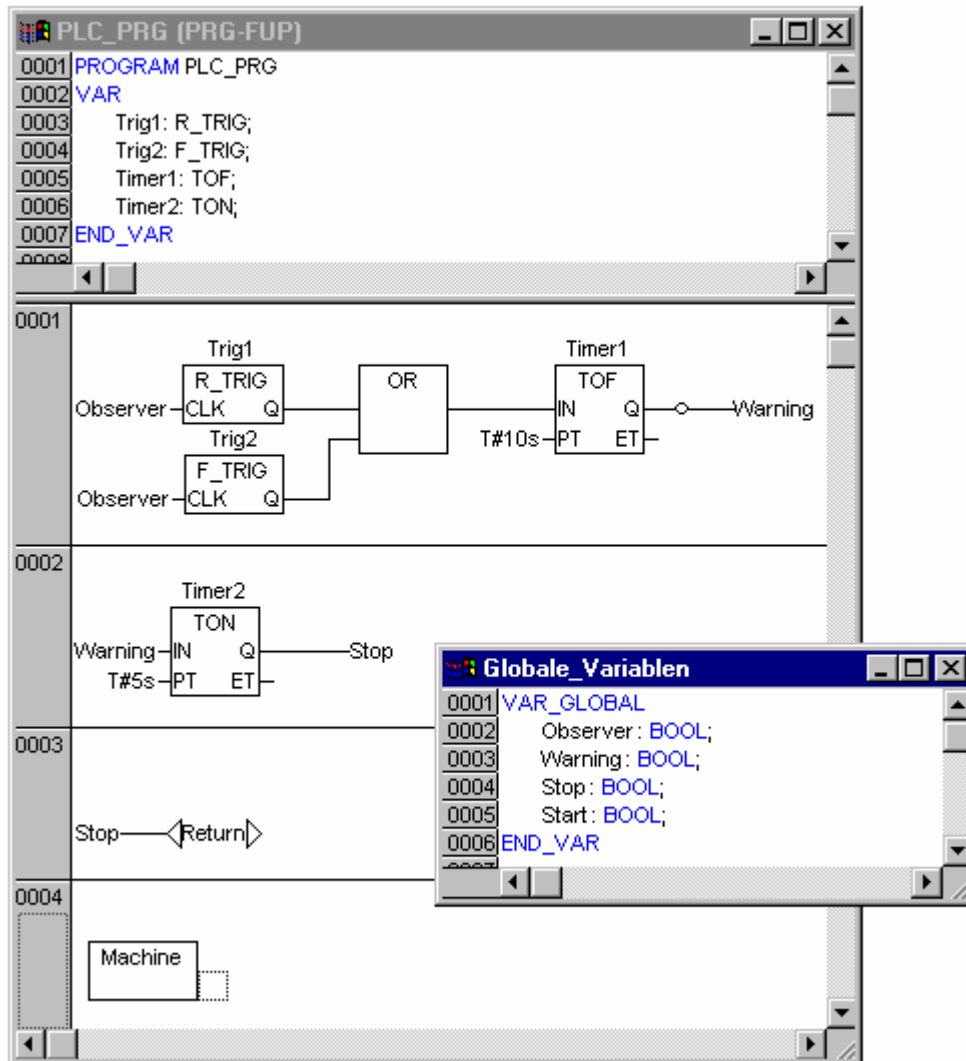 PLC_PRG (PRG-FUP)
0001 PROGRAM PLC_PRG
0002 VAR
0003 Trig1: R_TRIG;
0004 Trig2: F_TRIG;
0005 Timer1: TOF;
0006 Timer2: TON;
0007 END_VAR
0008
0001
Trig1 Timer1
R_TRIG OR TOF
Observer CLK Q IN Q Warning
Trig2 T#10s PT ET
F_TRIG
Observer CLK Q
0002
Timer2
TON
Warning IN Q Stop
T#5s PT ET
0003
Stop Return
0004
Machine
Globale_Variablen
0001 VAR_GLOBAL
0002 Observer: BOOL;
0003 Warning: BOOL;
0004 Stop: BOOL;
0005 Start: BOOL;
0006 END_VAR